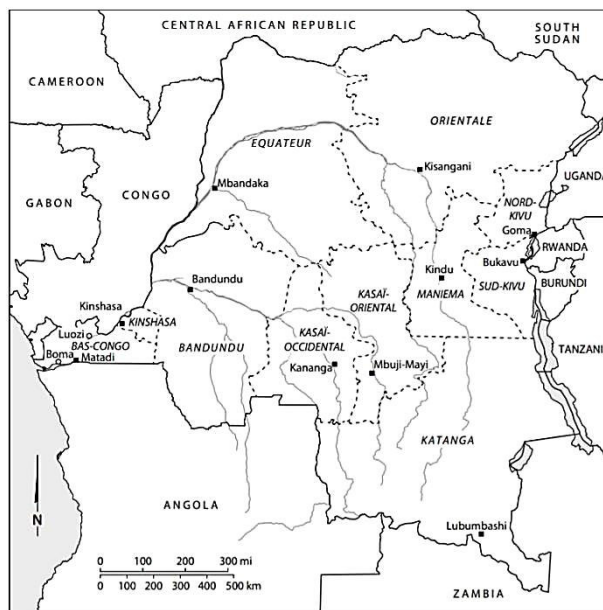 CENTRAL AFRICAN REPUBLIC
SOUTH
SUDAN
CAMEROON
ORIENTALE
EQUATEUR
Kisangani
UGANDA
Mbandaka
CONGO
GABON
NORD-
KIVU
Goma
RWANDA
Bukavu
Kindu
MANIEMA
SUD-KIVU
BURUNDI
Bandundu
KASAÏ-
ORIENTAL
Kinshasa
KINSHASA
Luozi
BAS-CONGO
Boma
Matadi
BANDUNDU
KASAÏ-
OCCIDENTAL
Kananga
Mbuji-Mayi
TANZANI
KATANGA
ANGOLA
N
Lubumbashi
0 100 200 300 mi
0 100 200 300 400 500 km
ZAMBIA